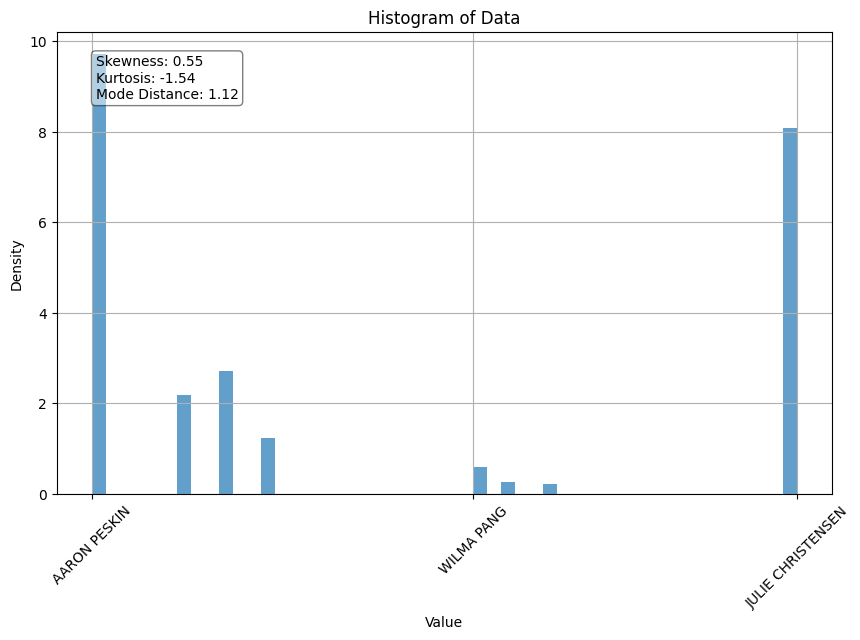 Histogram of Data
10
8
6
4
2
0
Density
Skewness: 0.55
Kurtosis: -1.54
Mode Distance: 1.12
AARON PESKIN
WILMA PANG
JULIE CHRISTENSEN
Value